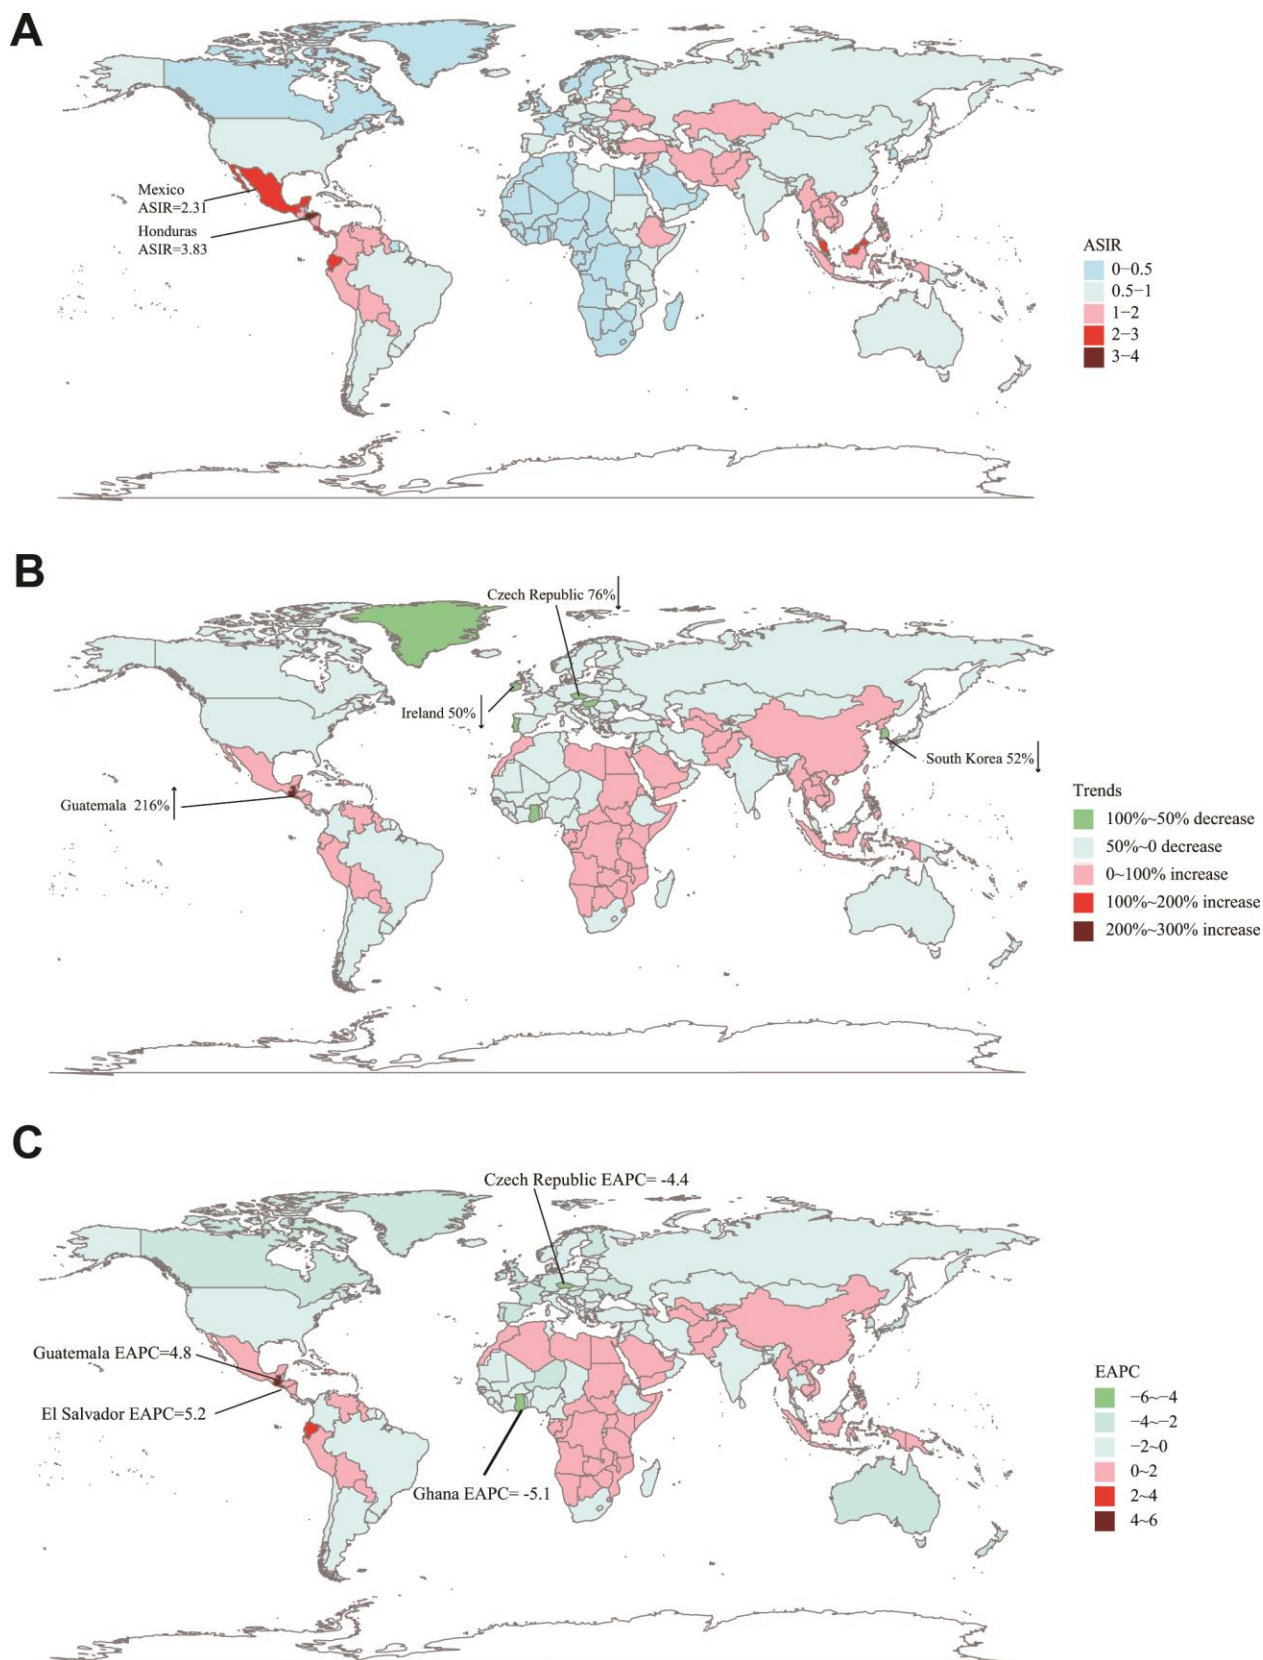 A
Mexico
ASIR=2.31
Honduras
ASIR=3.83
ASIR
0−0.5
0.5−1
1−2
2−3
3−4
B
Czech Republic 76%
Ireland 50%
South Korea 52%
Guatemala 216%
Trends
100%~50% decrease
50%~0 decrease
0~100% increase
100%~200% increase
200%~300% increase
C
Czech Republic EAPC= -4.4
Guatemala EAPC=4.8
El Salvador EAPC=5.2
Ghana EAPC= -5.1
EAPC
−6~−4
−4~−2
−2~0
0~2
2~4
4~6